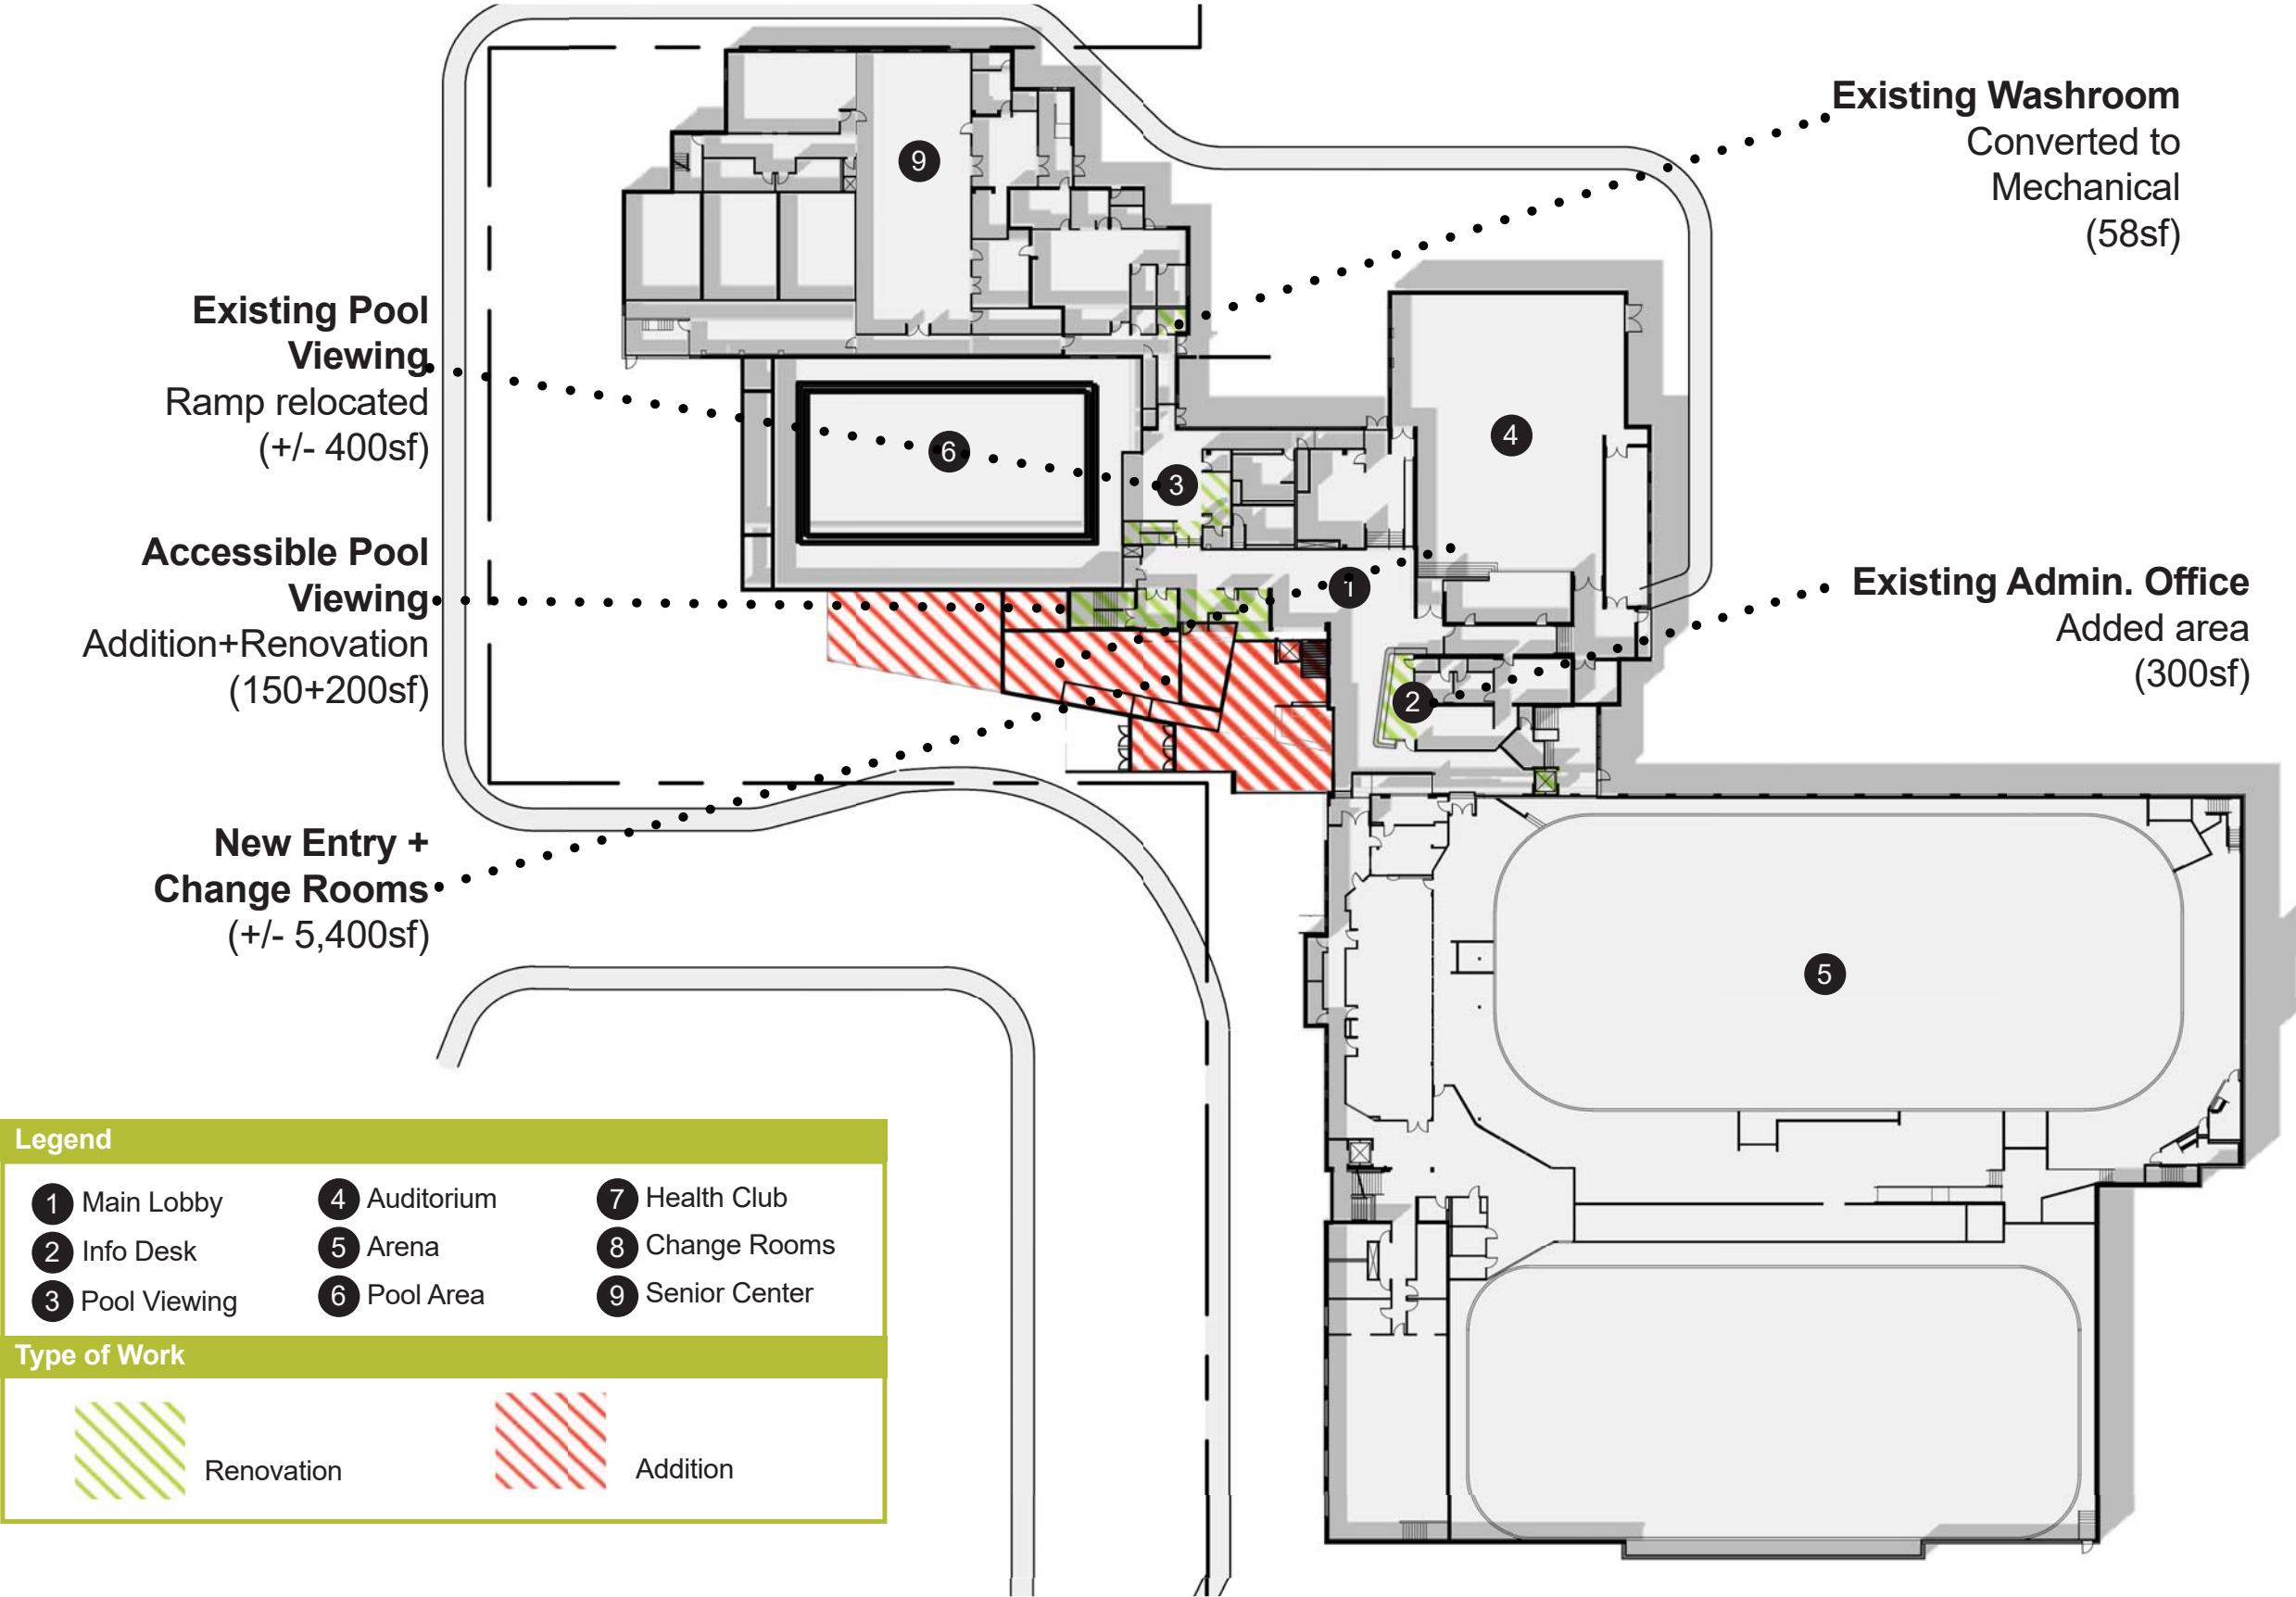 Existing Washroom
Converted to
Mechanical
(58sf)
Existing Pool
Viewing
Ramp relocated
(+/- 400sf)
Accessible Pool
Viewing
Addition+Renovation
(150+200sf)
Existing Admin. Office
Added area
(300sf)
New Entry +
Change Rooms
(+/- 5,400sf)
9
4
6
3
1
2
5
Legend
1 Main Lobby
2 Info Desk
3 Pool Viewing
4 Auditorium
5 Arena
6 Pool Area
7 Health Club
8 Change Rooms
9 Senior Center
Type of Work
Renovation
Addition